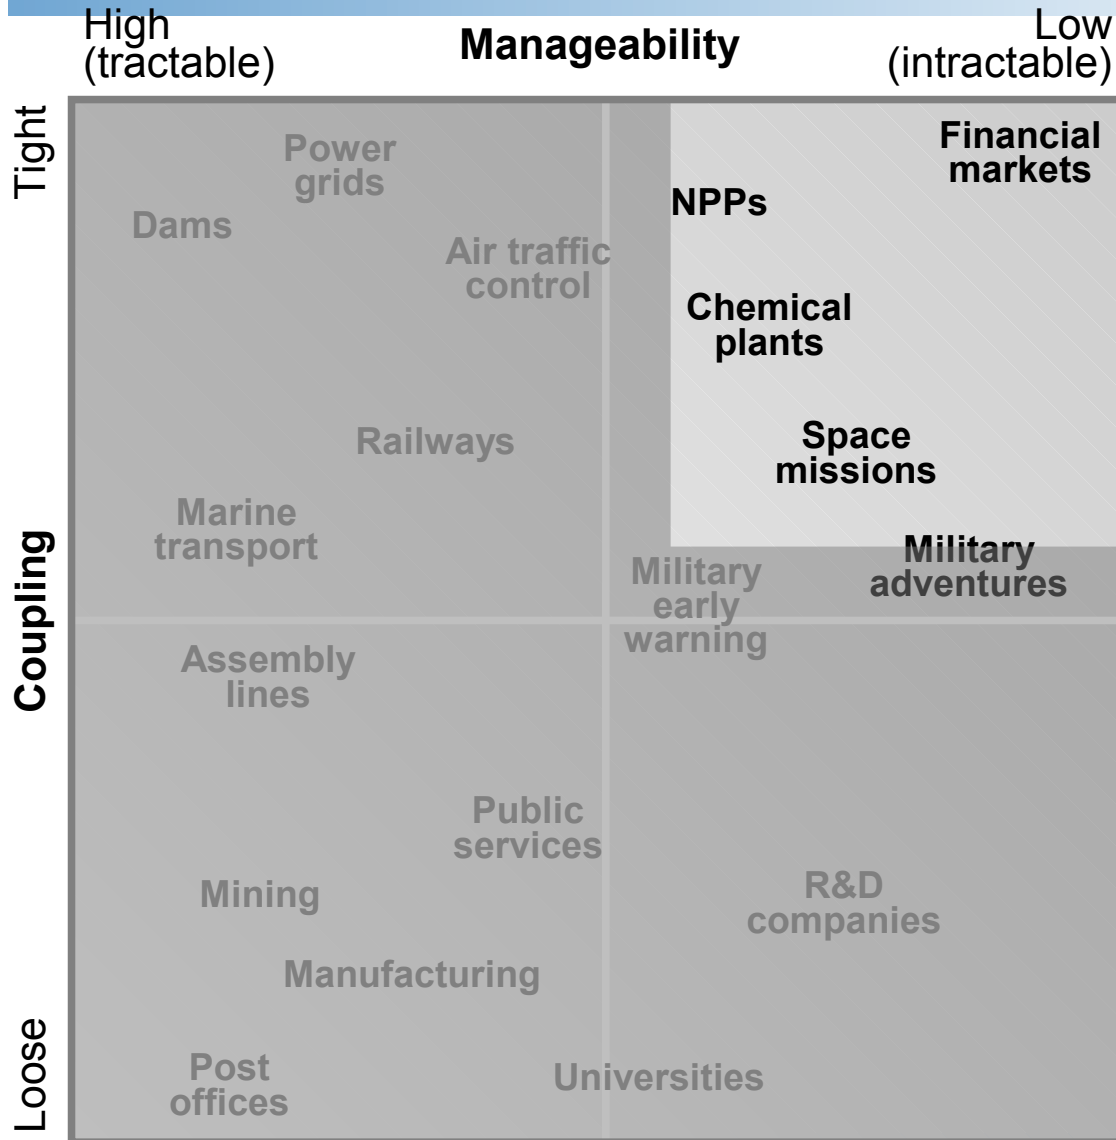 High
(tractable)
Manageability
Low
(intractable)
Tight
Coupling
Loose
Power
grids
Financial
markets
Dams
NPPs
Air traffic
control
Chemical
plants
Railways
Space
missions
Marine
transport
Military
adventures
Military
early
warning
Assembly
lines
Public
services
Mining
R&D
companies
Manufacturing
Post
offices
Universities